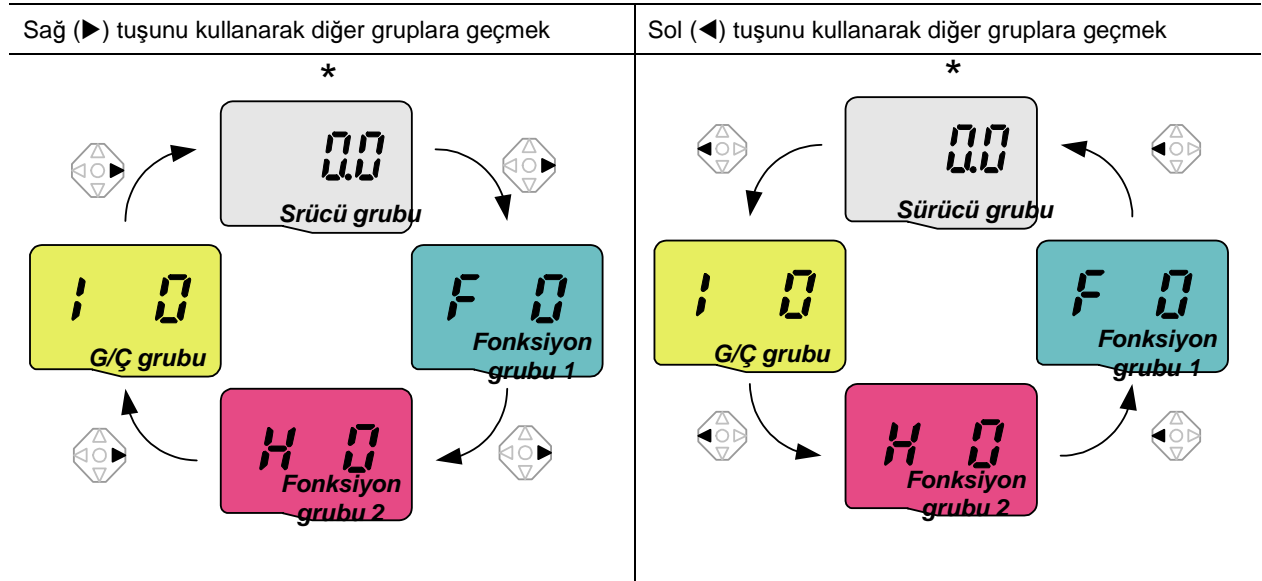 Sağ (▶) tuşunu kullanarak diğer gruplara geçmek
*
0.0
Srücü grubu
I 0
G/Ç grubu
F 0
Fonksiyon
grubu 1
H 0
Fonksiyon
grubu 2
Sol (◀) tuşunu kullanarak diğer gruplara geçmek
*
0.0
Sürücü grubu
I 0
G/Ç grubu
F 0
Fonksiyon
grubu 1
H 0
Fonksiyon
grubu 2